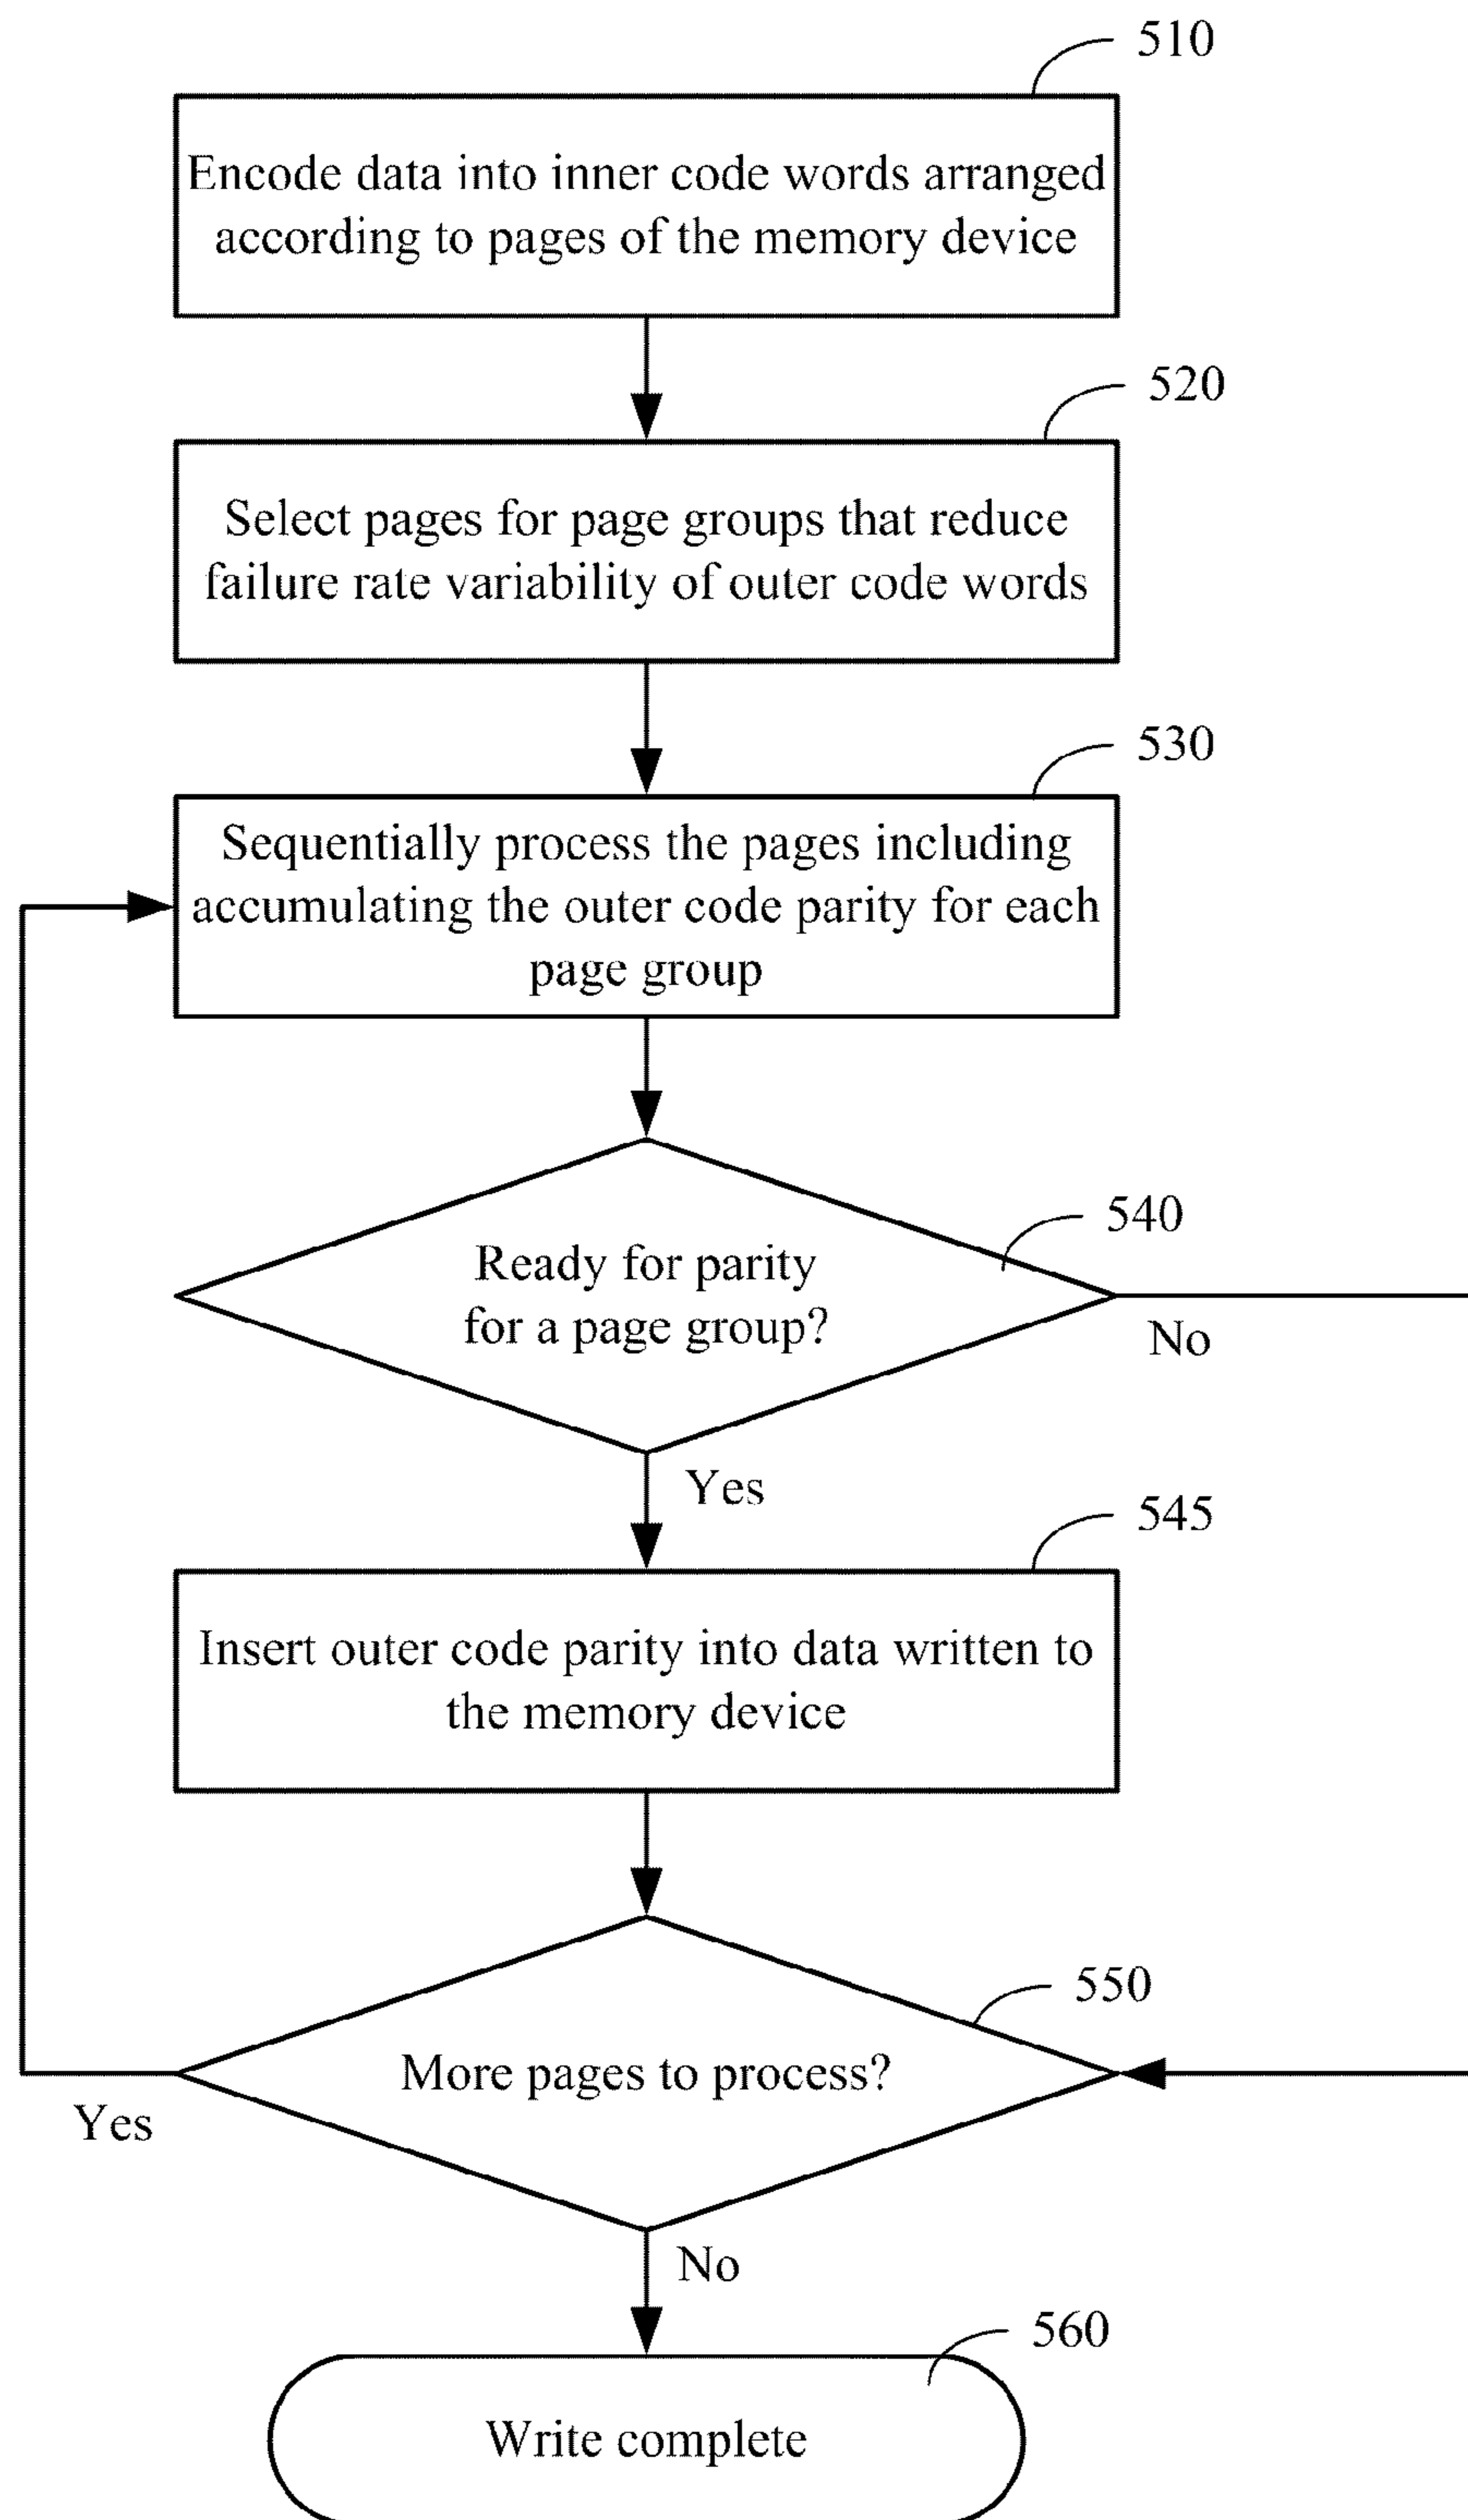 510
Encode data into inner code words arranged
according to pages of the memory device
520
Select pages for page groups that reduce
failure rate variability of outer code words
530
Sequentially process the pages including
accumulating the outer code parity for each
page group
540
Ready for parity
for a page group?
No
Yes
545
Insert outer code parity into data written to
the memory device
550
More pages to process?
Yes
No
560
Write complete